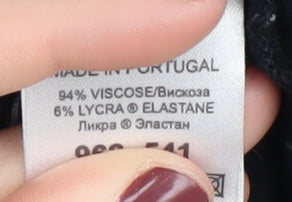 MADE IN PORTUGAL
94% VISCOSE/Вискоза
6% LYCRA ® ELASTANE
Ликра ® Эластан